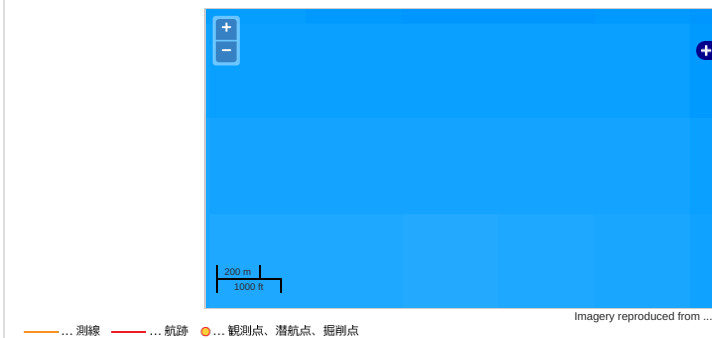 +
−
+
200 m
1000 ft
Imagery reproduced from ...
... 測線 ... 航跡 ... 観測点、潜航点、掘削点